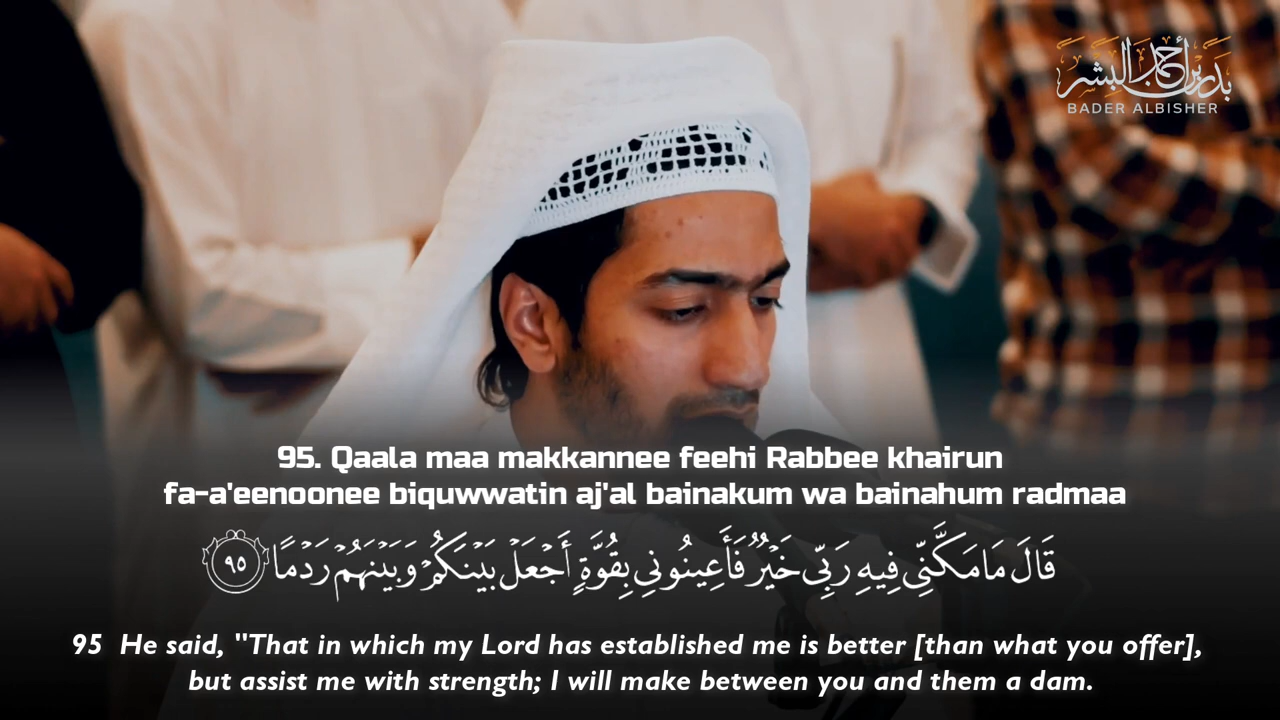 بدر بن أحمد البشر
BADER ALBISHER
95. Qaala maa makkannee feehi Rabbee khairun
fa-a'eenoonee biquwwatin aj'al bainakum wa bainahum radmaa
قَالَ مَا مَكَّنِّى فِيهِ رَبِّى خَيْرٌ فَأَعِينُونِى بِقُوَّةٍ أَجْعَلْ بَيْنَكُمْ وَبَيْنَهُمْ رَدْمًا ٩٥
95 He said, "That in which my Lord has established me is better [than what you offer],
but assist me with strength; I will make between you and them a dam.